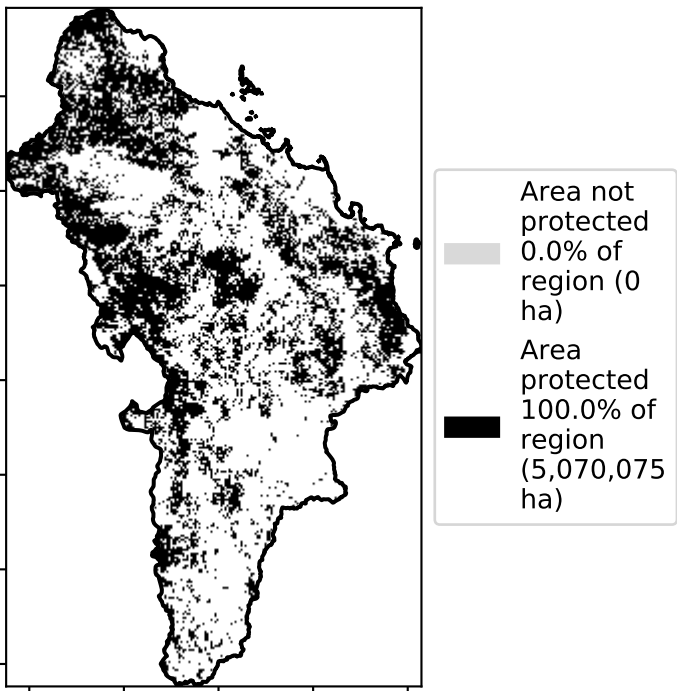 Area not
protected
0.0% of
region (0
ha)
Area
protected
100.0% of
region
(5,070,075
ha)